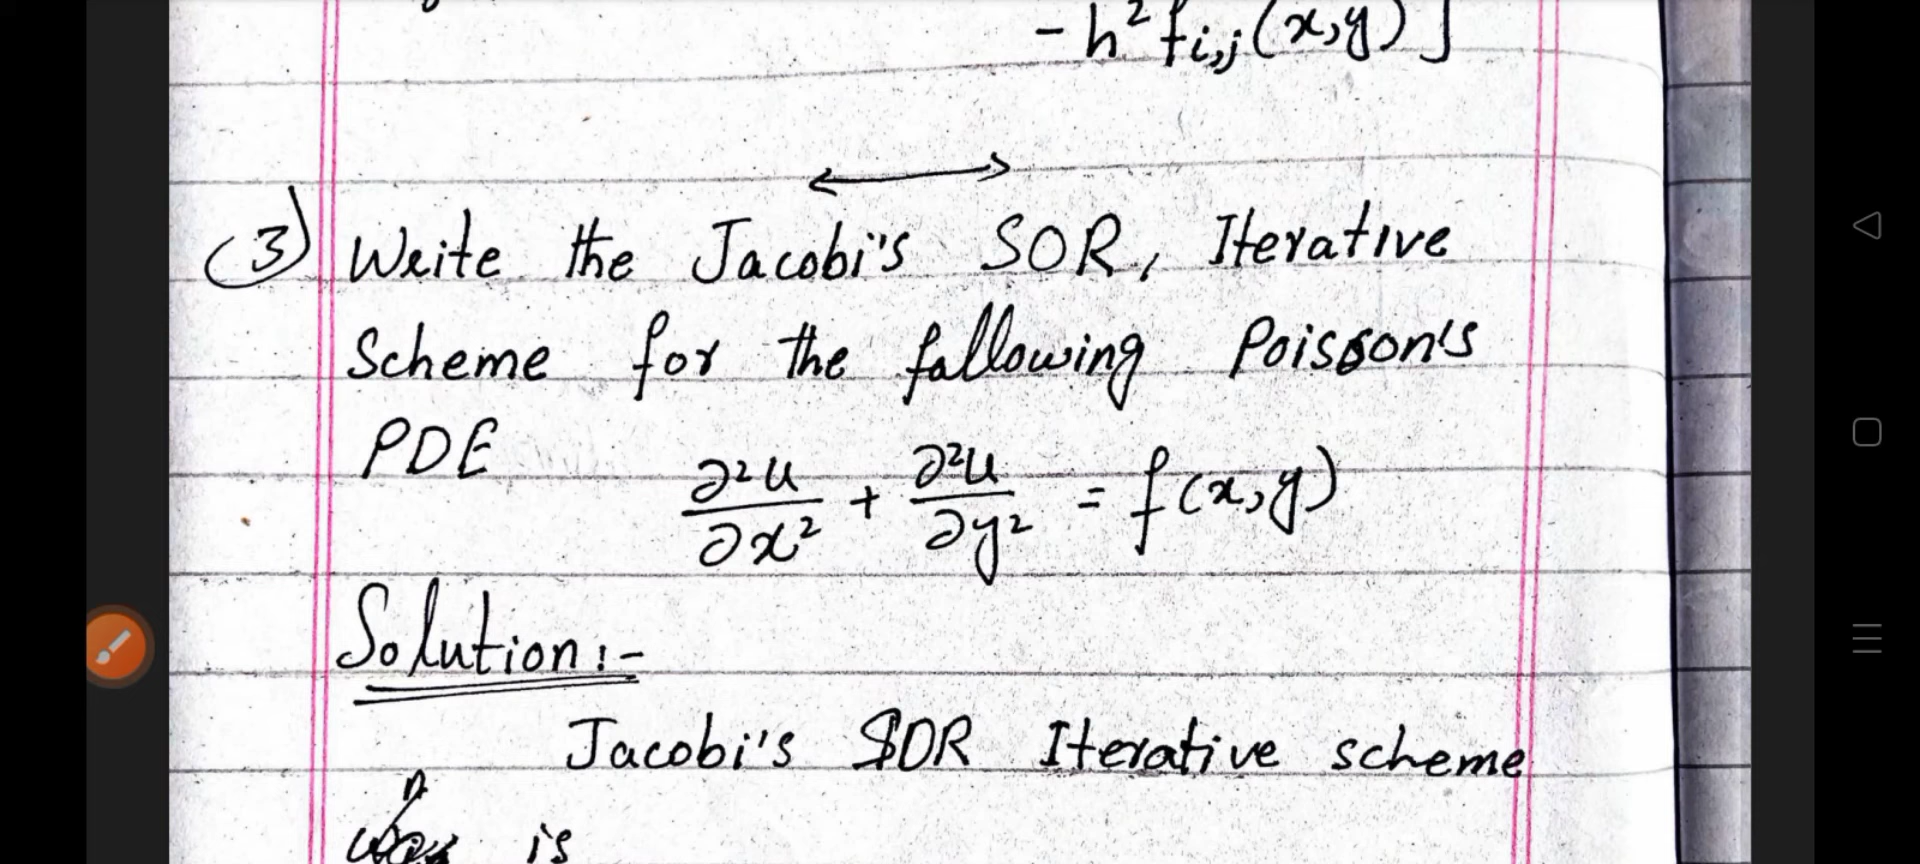 - h² fi,j(x,y) ]
(3) Write the Jacobi's SOR, Iterative
Scheme for the following Poisson's
PDE ∂²u/∂x² + ∂²u/∂y² = f(x,y)
Solution :-
Jacobi's SOR Iterative scheme
is